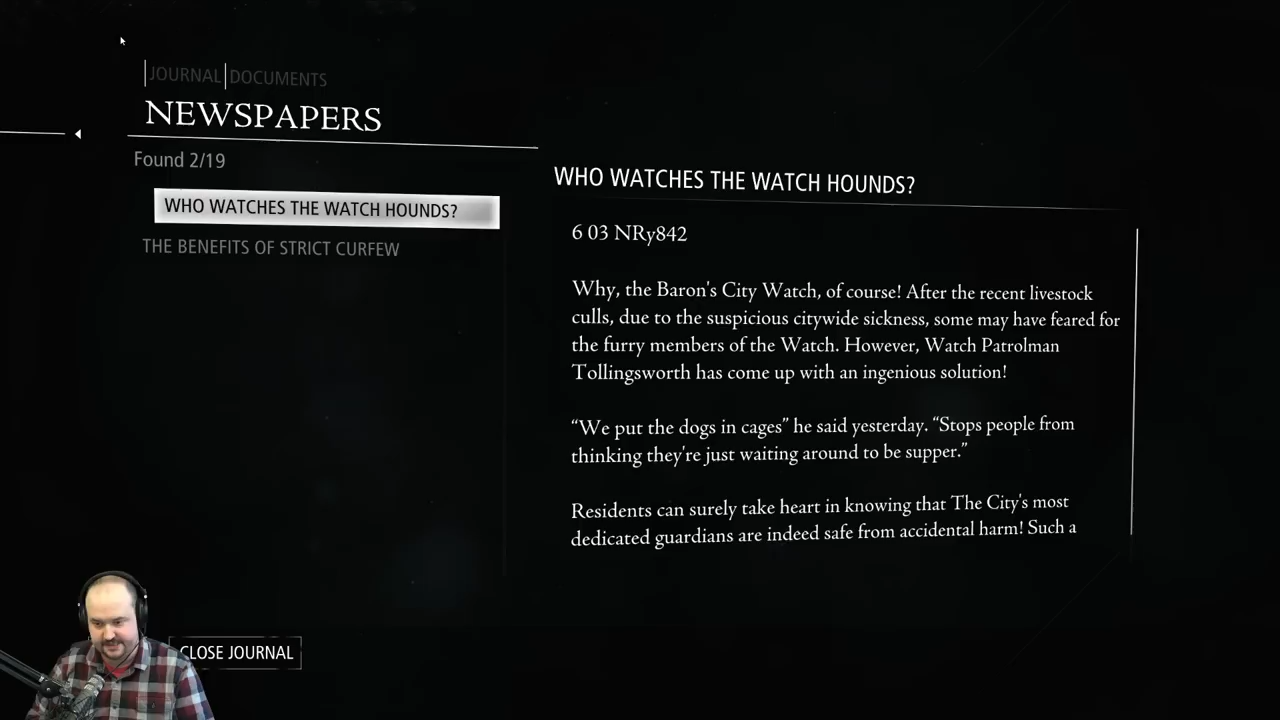 JOURNAL DOCUMENTS
NEWSPAPERS
Found 2/19
WHO WATCHES THE WATCH HOUNDS?
THE BENEFITS OF STRICT CURFEW
WHO WATCHES THE WATCH HOUNDS?
6 03 NRy842
Why, the Baron's City Watch, of course! After the recent livestock
culls, due to the suspicious citywide sickness, some may have feared for
the furry members of the Watch. However, Watch Patrolman
Tollingsworth has come up with an ingenious solution!
“We put the dogs in cages” he said yesterday. “Stops people from
thinking they're just waiting around to be supper.”
Residents can surely take heart in knowing that The City's most
dedicated guardians are indeed safe from accidental harm! Such a
CLOSE JOURNAL